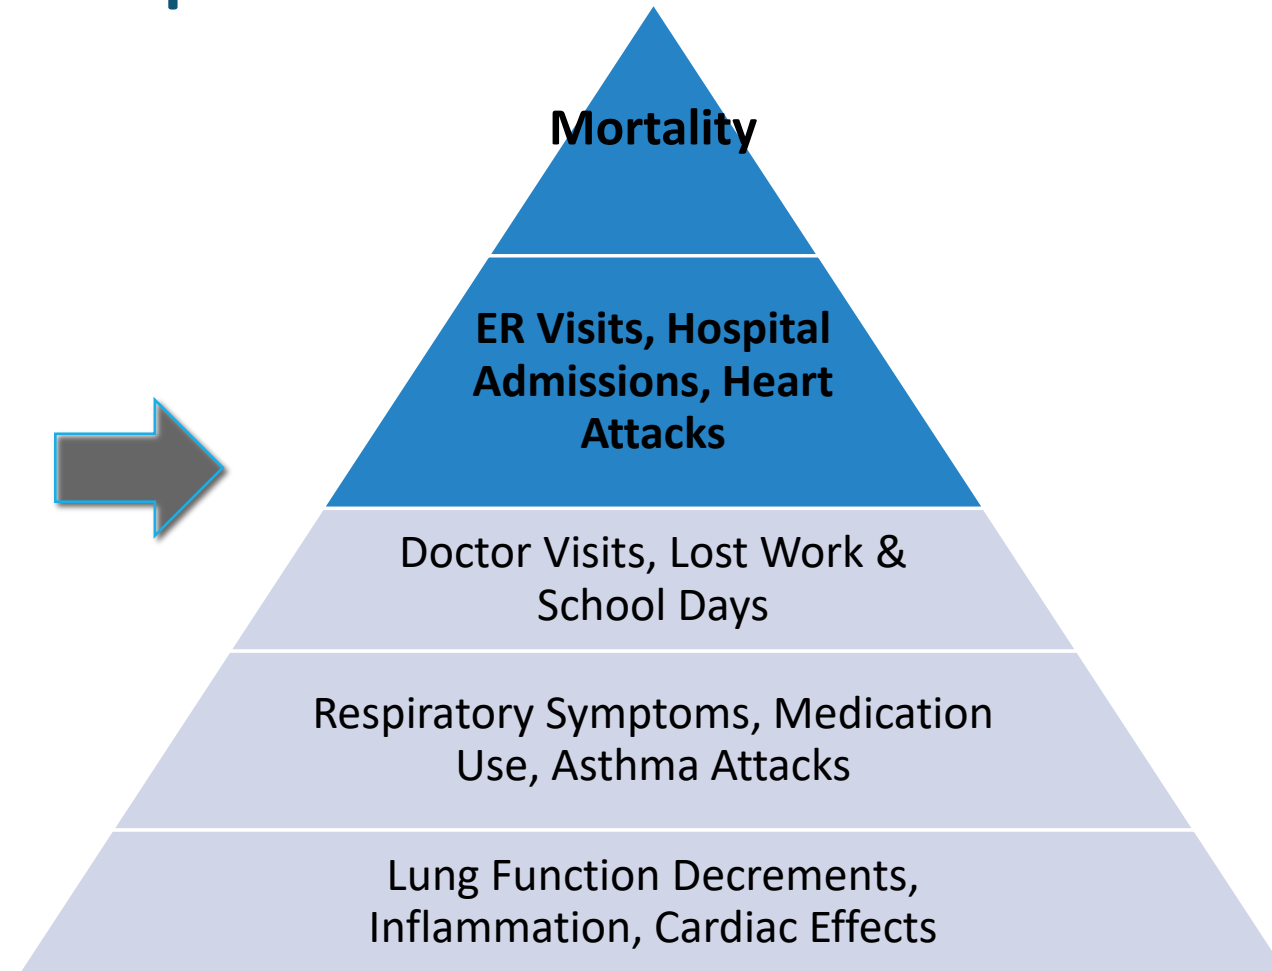 Mortality
ER Visits, Hospital
Admissions, Heart
Attacks
Doctor Visits, Lost Work &
School Days
Respiratory Symptoms, Medication
Use, Asthma Attacks
Lung Function Decrements,
Inflammation, Cardiac Effects